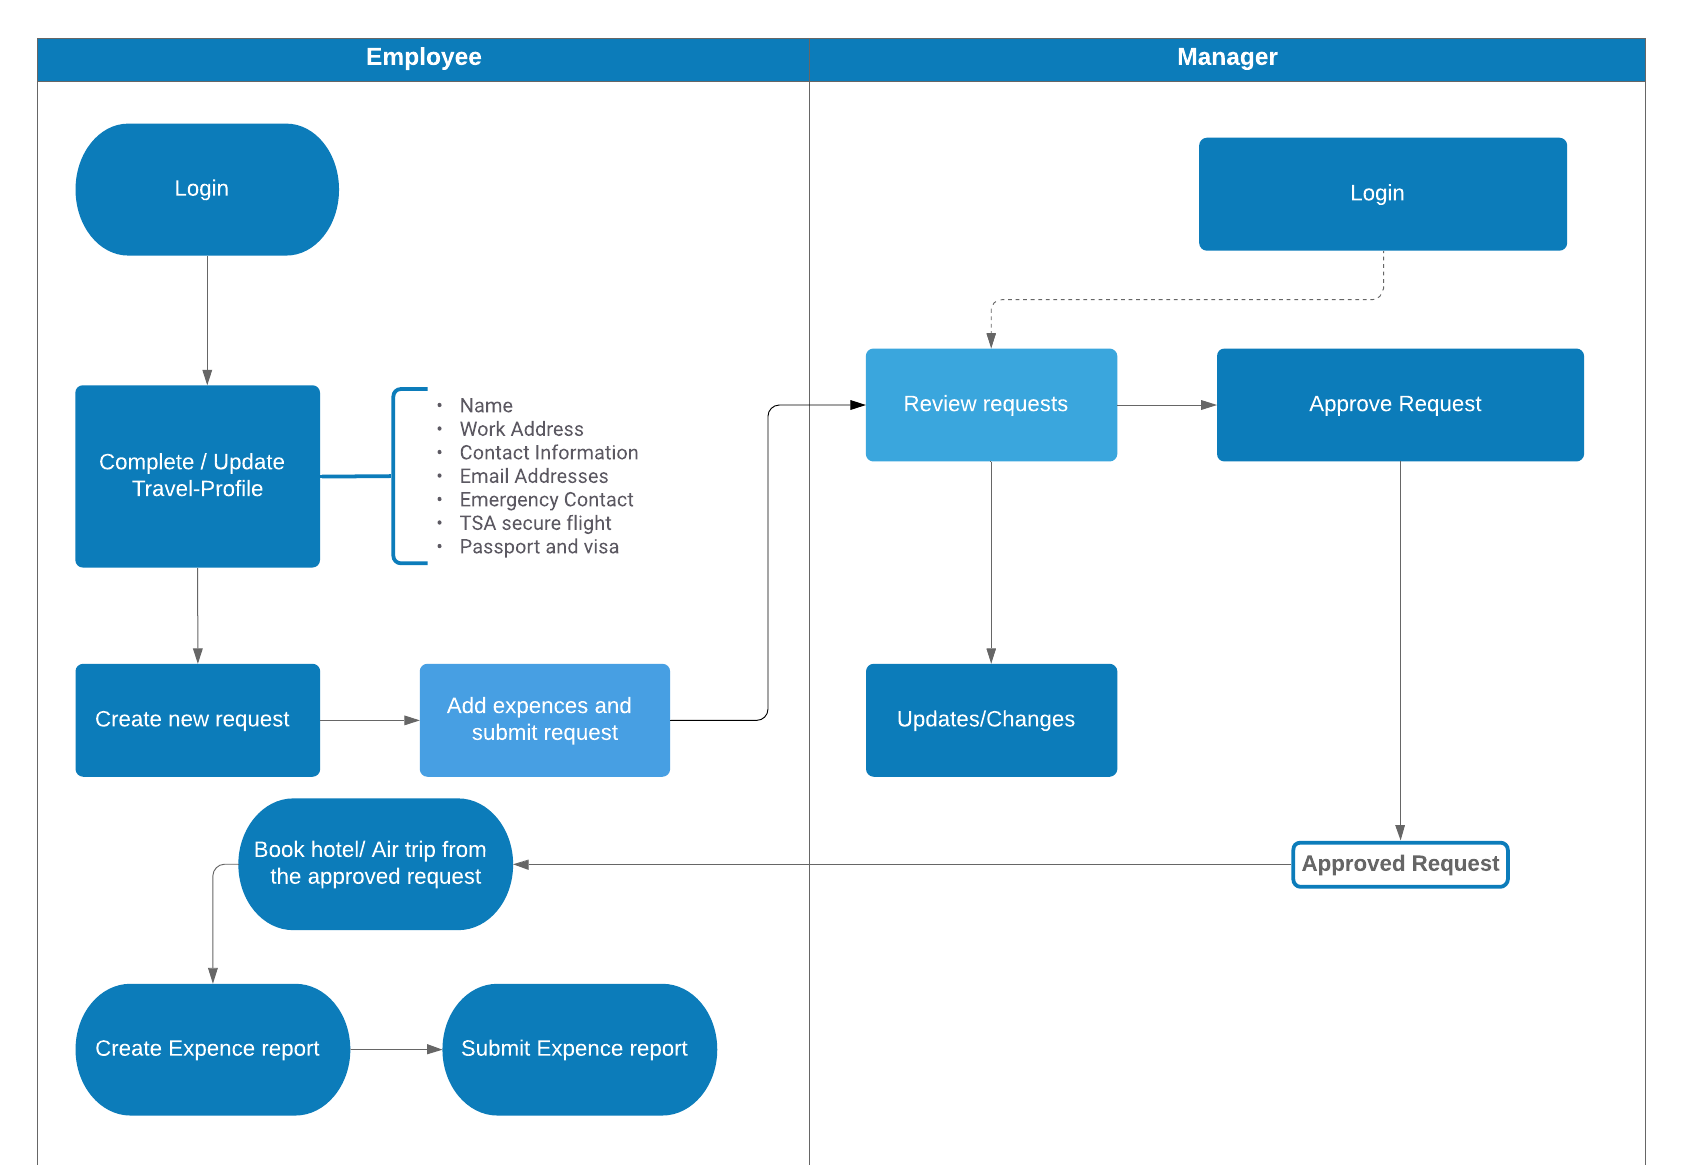 Employee
Manager
Login
Login
Complete / Update
Travel-Profile
• Name
• Work Address
• Contact Information
• Email Addresses
• Emergency Contact
• TSA secure flight
• Passport and visa
Review requests
Approve Request
Create new request
Add expences and
submit request
Updates/Changes
Book hotel/ Air trip from
the approved request
Approved Request
Create Expence report
Submit Expence report